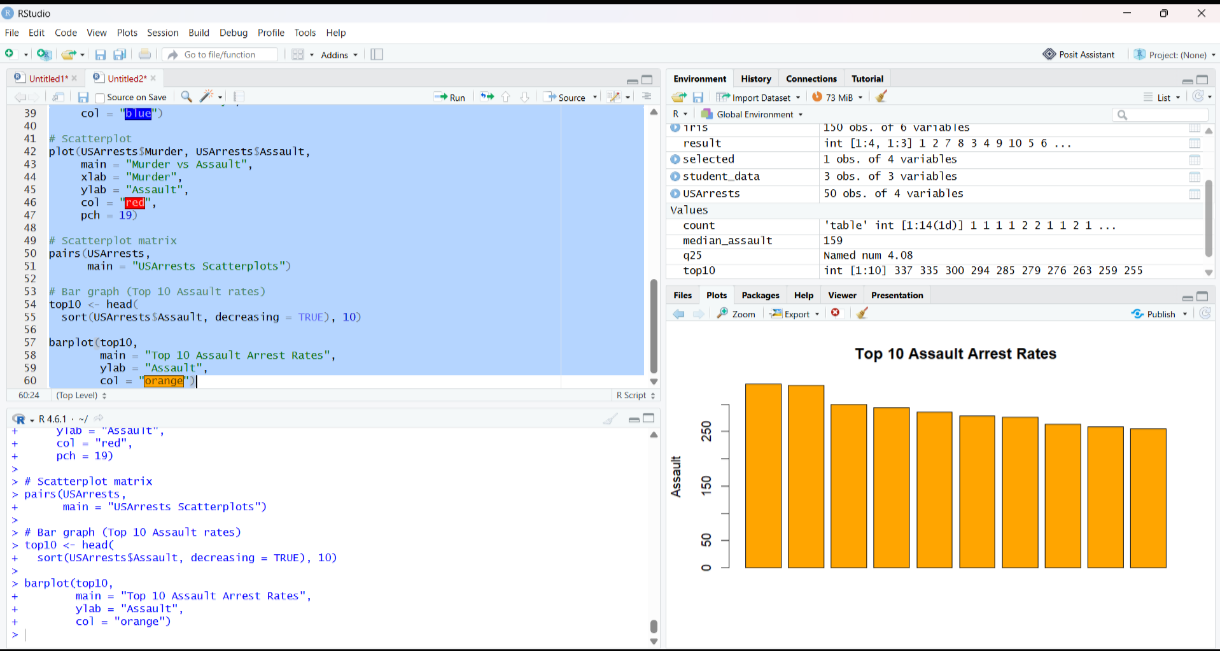 RStudio
File Edit Code View Plots Session Build Debug Profile Tools Help
Go to file/function Addins Posit Assistant Project: (None)
Untitled1* Untitled2*
Source on Save Run Source
39 col = "blue")
40
41 # Scatterplot
42 plot(USArrests$Murder, USArrests$Assault,
43 main = "Murder vs Assault",
44 xlab = "Murder",
45 ylab = "Assault",
46 col = "red",
47 pch = 19)
48
49 # Scatterplot matrix
50 pairs(USArrests,
51 main = "USArrests Scatterplots")
52
53 # Bar graph (Top 10 Assault rates)
54 top10 <- head(
55 sort(USArrests$Assault, decreasing = TRUE), 10)
56
57 barplot(top10,
58 main = "Top 10 Assault Arrest Rates",
59 ylab = "Assault",
60 col = "orange")
60:24 (Top Level) R Script
R R 4.6.1 · ~/
+ ylab = "Assault",
+ col = "red",
+ pch = 19)
>
> # Scatterplot matrix
> pairs(USArrests,
+ main = "USArrests Scatterplots")
>
> # Bar graph (Top 10 Assault rates)
> top10 <- head(
+ sort(USArrests$Assault, decreasing = TRUE), 10)
>
> barplot(top10,
+ main = "Top 10 Assault Arrest Rates",
+ ylab = "Assault",
+ col = "orange")
>
Environment History Connections Tutorial
Import Dataset 73 MiB List
R Global Environment
iris 150 obs. of 6 variables
result int [1:4, 1:3] 1 2 7 8 3 4 9 10 5 6 ...
selected 1 obs. of 4 variables
student_data 3 obs. of 3 variables
USArrests 50 obs. of 4 variables
Values
count 'table' int [1:14(1d)] 1 1 1 1 2 2 1 1 2 1 ...
median_assault 159
q25 Named num 4.08
top10 int [1:10] 337 335 300 294 285 279 276 263 259 255
Files Plots Packages Help Viewer Presentation
Zoom Export Publish
Top 10 Assault Arrest Rates
Assault
250
150
50
0